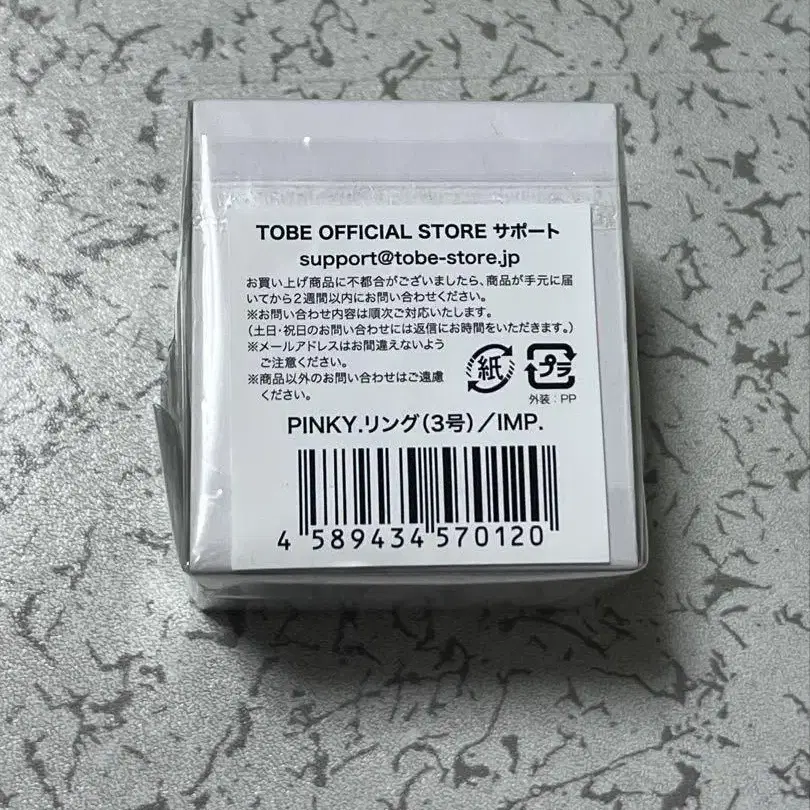 TOBE OFFICIAL STORE サポート
support@tobe-store.jp
お買い上げ商品に不都合がございましたら、商品が手元に届
いてから2週間以内にお問い合わせください。
※お問い合わせ内容は順次ご対応いたします。
(土日・祝日のお問い合わせには返信にお時間をいただきます。)
※メールアドレスはお間違えないよう
ご注意ください。
※商品以外のお問い合わせはご遠慮
ください。
紙
プラ
外装:PP
PINKY.リング(3号)/IMP.
4 589434 570120